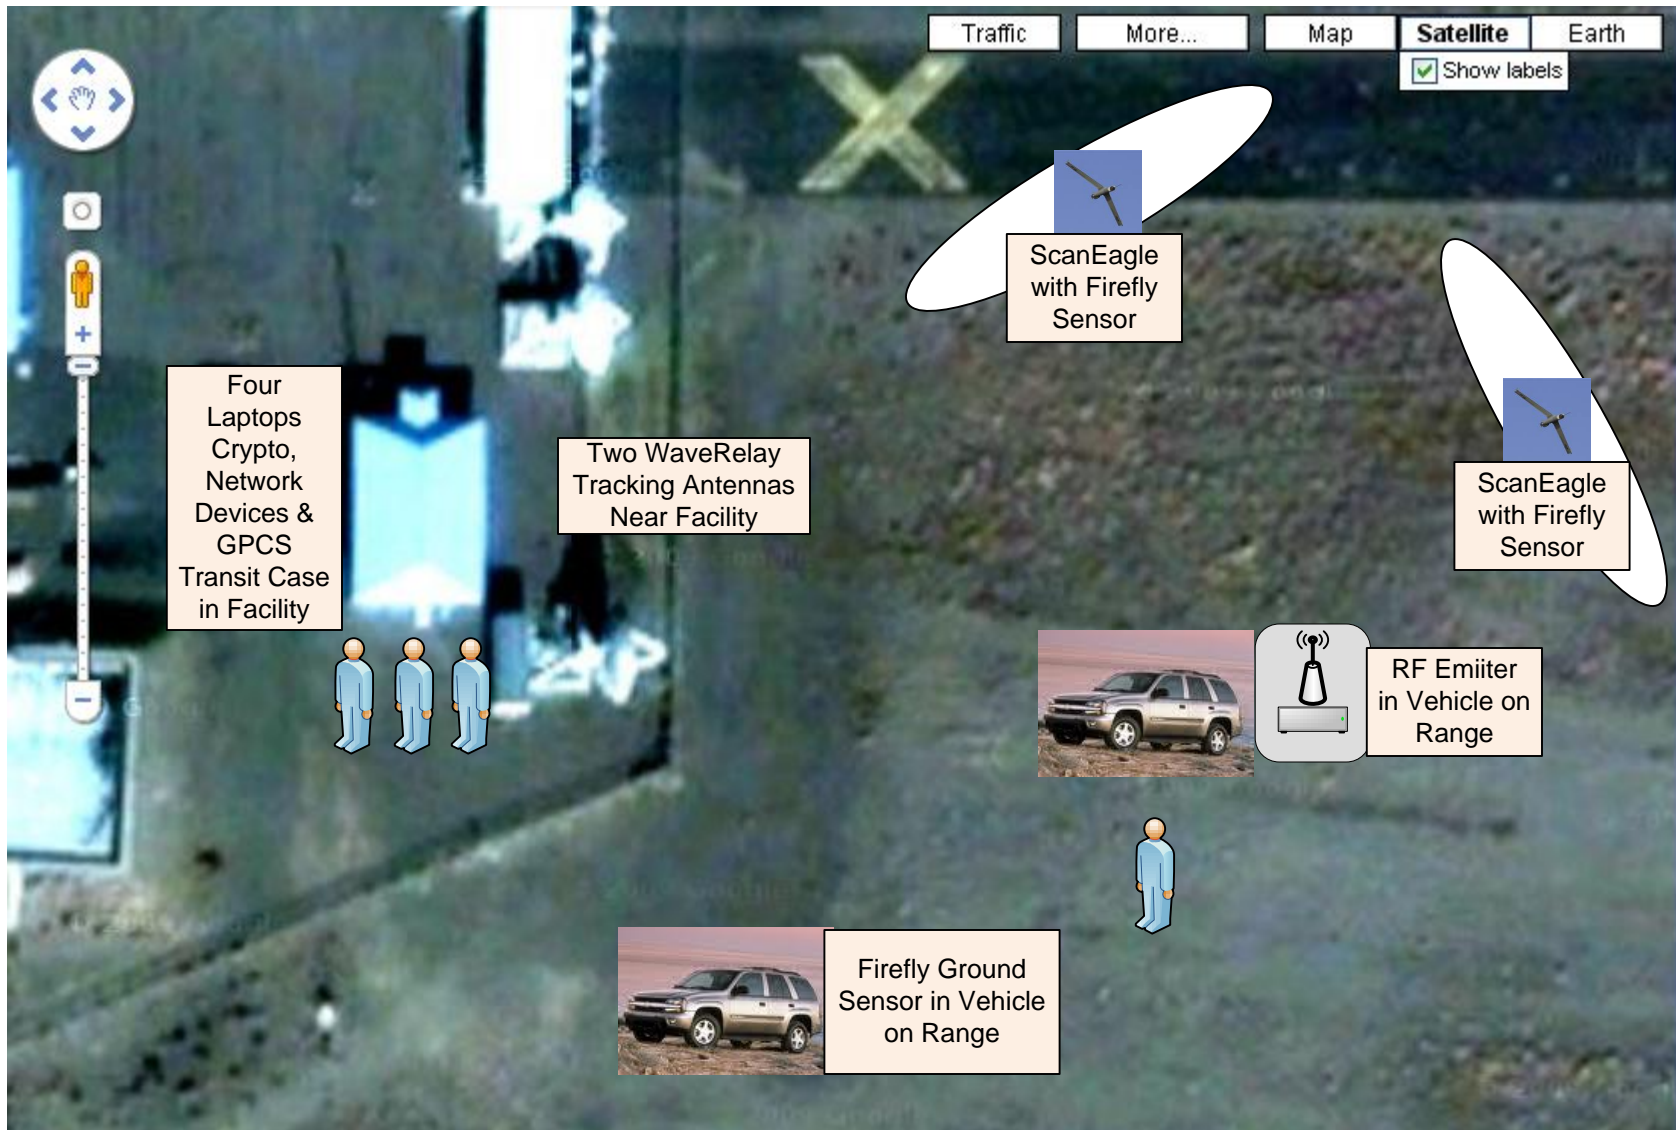 Traffic
More...
Map
Satellite
Earth
Show labels
ScanEagle
with Firefly
Sensor
Four
Laptops
Crypto,
Network
Devices &
GPCS
Transit Case
in Facility
Two WaveRelay
Tracking Antennas
Near Facility
ScanEagle
with Firefly
Sensor
RF Emiiter
in Vehicle on
Range
Firefly Ground
Sensor in Vehicle
on Range